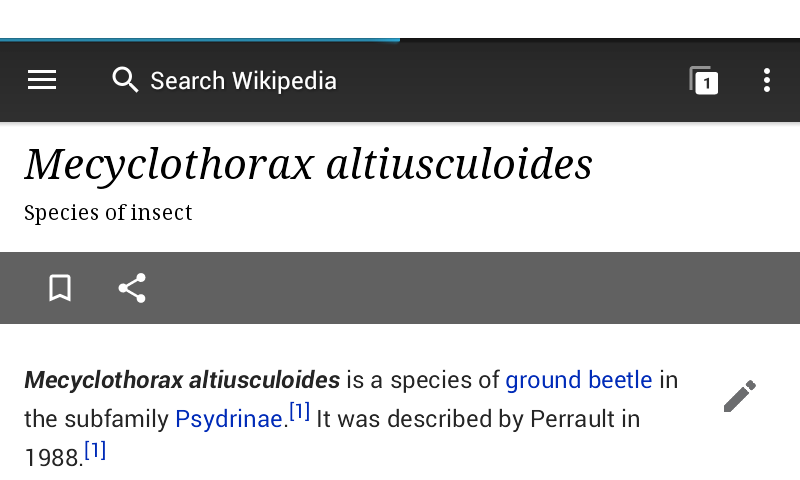 Search Wikipedia
1
Mecyclothorax altiusculoides
Species of insect
Mecyclothorax altiusculoides is a species of ground beetle in
the subfamily Psydrinae.[1] It was described by Perrault in
1988.[1]